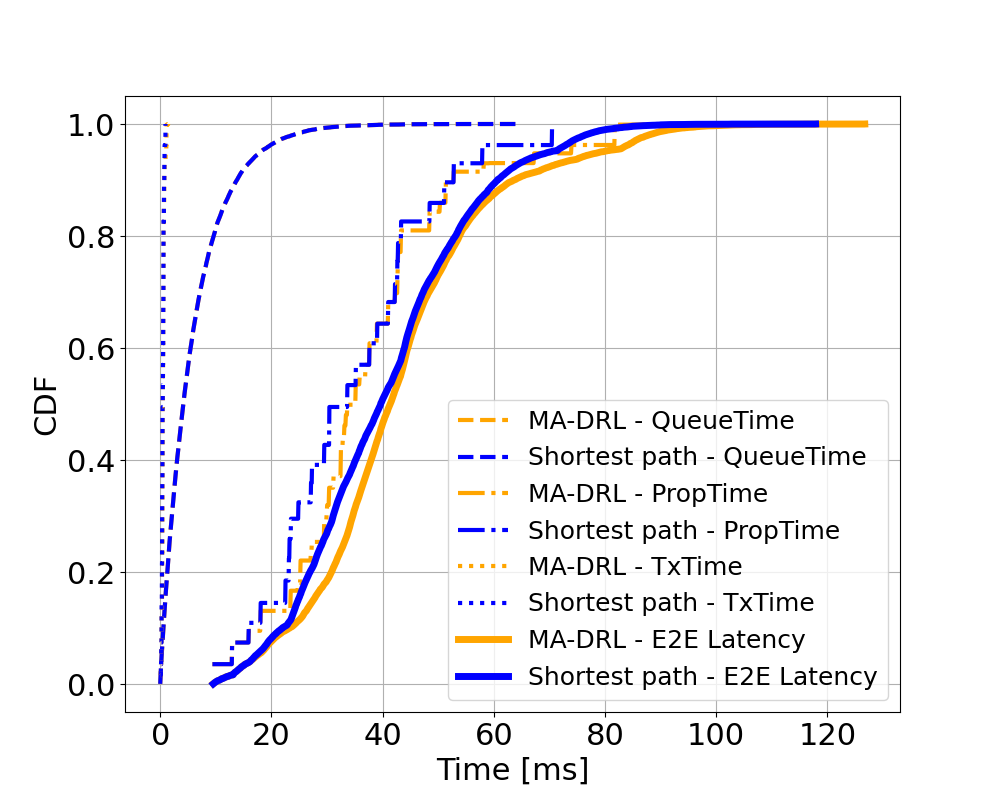 1.0
0.8
0.6
0.4
0.2
0.0
CDF
0 20 40 60 80 100 120
Time [ms]
MA-DRL - QueueTime
Shortest path - QueueTime
MA-DRL - PropTime
Shortest path - PropTime
MA-DRL - TxTime
Shortest path - TxTime
MA-DRL - E2E Latency
Shortest path - E2E Latency